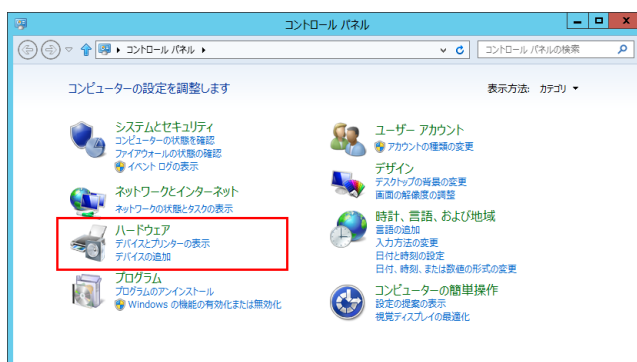 コントロール パネル
コントロール パネル
コントロール パネルの検索
コンピューターの設定を調整します
表示方法: カテゴリ
システムとセキュリティ
コンピューターの状態を確認
ファイアウォールの状態の確認
イベント ログの表示
ネットワークとインターネット
ネットワークの状態とタスクの表示
ハードウェア
デバイスとプリンターの表示
デバイスの追加
プログラム
プログラムのアンインストール
Windows の機能の有効化または無効化
ユーザー アカウント
アカウントの種類の変更
デザイン
デスクトップの背景の変更
画面の解像度の調整
時計、言語、および地域
言語の追加
入力方法の変更
日付と時刻の設定
日付、時刻、または数値の形式の変更
コンピューターの簡単操作
設定の提案の表示
視覚ディスプレイの最適化